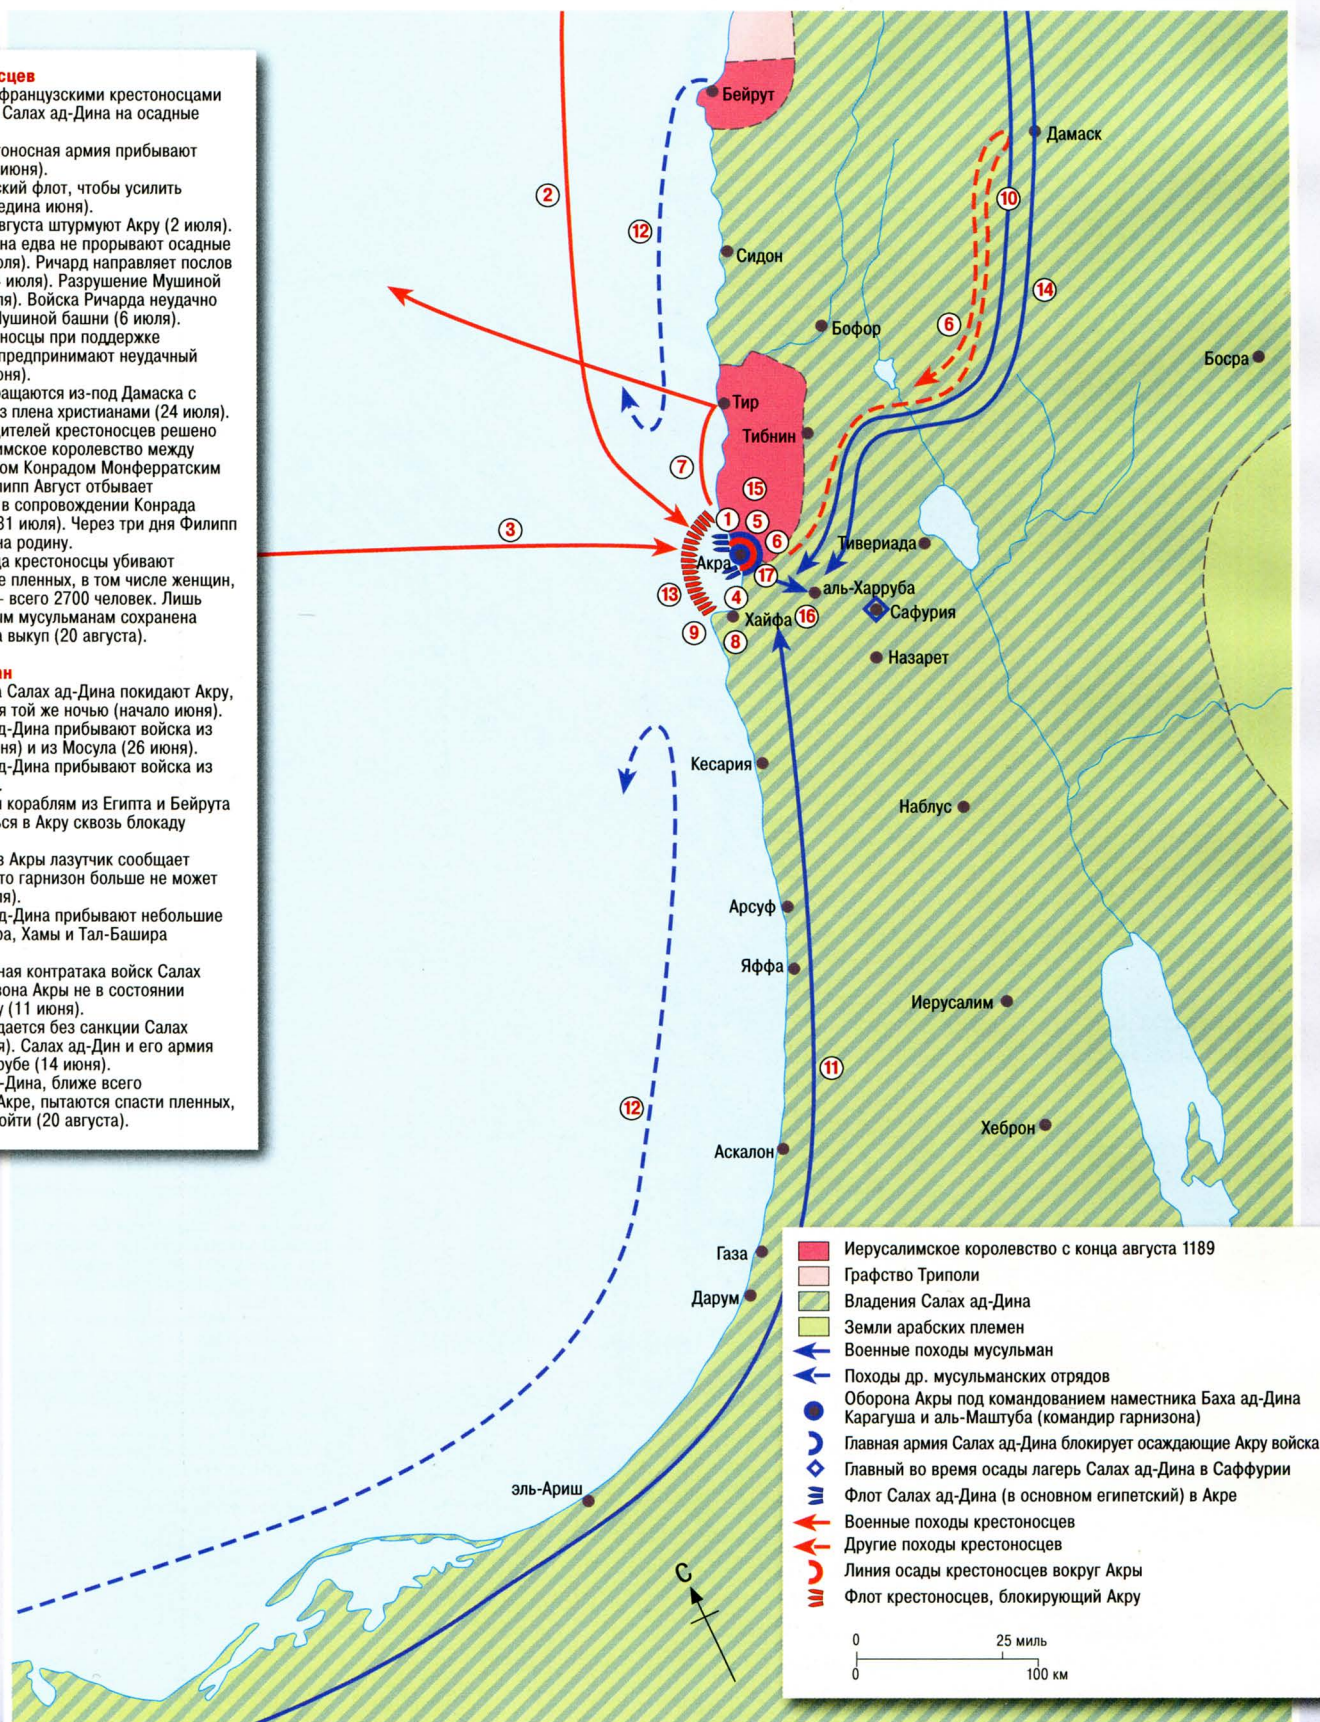 сцев
французскими крестоносцами
Салах ад-Дина на осадные
оносная армия прибывают
июня).
ский флот, чтобы усилить
едина июня).
вгуста штурмуют Акру (2 июля).
на едва не прорывают осадные
юля). Ричард направляет послов
июля). Разрушение Мушиной
ля). Войска Ричарда неудачно
Мушиной башни (6 июля).
носцы при поддержке
предпринимают неудачный
юня).
ращаются из-под Дамаска с
из плена христианами (24 июля).
дителей крестоносцев решено
имское королевство между
ом Конрадом Монферратским
липп Август отбывает
в сопровождении Конрада
31 июля). Через три дня Филипп
на родину.
да крестоносцы убивают
е пленных, в том числе женщин,
- всего 2700 человек. Лишь
ым мусульманам сохранена
а выкуп (20 августа).
ан
а Салах ад-Дина покидают Акру,
я той же ночью (начало июня).
д-Дина прибывают войска из
ня) и из Мосула (26 июня).
д-Дина прибывают войска из
.
и кораблям из Египта и Бейрута
ься в Акру сквозь блокаду
в Акры лазутчик сообщает
что гарнизон больше не может
ля).
д-Дина прибывают небольшие
ра, Хамы и Тал-Башира
ная контратака войск Салах
зона Акры не в состоянии
у (11 июня).
дается без санкции Салах
я). Салах ад-Дин и его армия
рубе (14 июня).
-Дина, ближе всего
Акре, пытаются спасти пленных,
ойти (20 августа).
Бейрут
Дамаск
2
10
12
Сидон
14
6
Бофор
Босра
Тир
Тибнин
7
15
1
5
3
6
Тивериада
Акра
17
аль-Харруба
13
4
16
Сафурия
Хайфа
9
8
Назарет
Кесария
Наблус
Арсуф
Яффа
Иерусалим
11
12
Хеброн
Аскалон
Газа
Дарум
эль-Ариш
С
Иерусалимское королевство с конца августа 1189
Графство Триполи
Владения Салах ад-Дина
Земли арабских племен
Военные походы мусульман
Походы др. мусульманских отрядов
Оборона Акры под командованием наместника Баха ад-Дина
Карагуша и аль-Маштуба (командир гарнизона)
Главная армия Салах ад-Дина блокирует осаждающие Акру войска
Главный во время осады лагерь Салах ад-Дина в Саффурии
Флот Салах ад-Дина (в основном египетский) в Акре
Военные походы крестоносцев
Другие походы крестоносцев
Линия осады крестоносцев вокруг Акры
Флот крестоносцев, блокирующий Акру
0 25 миль
0 100 км